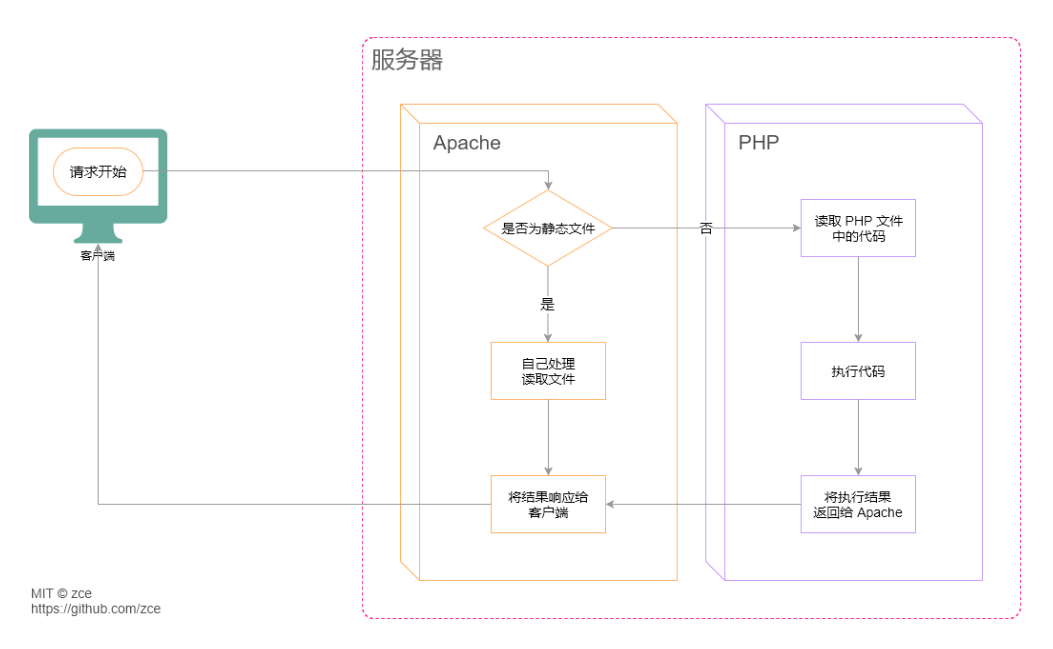 服务器
Apache
PHP
请求开始
客户端
是否为静态文件
否
读取 PHP 文件
中的代码
是
自己处理
读取文件
执行代码
将结果响应给
客户端
将执行结果
返回给 Apache
MIT © zce
https://github.com/zce